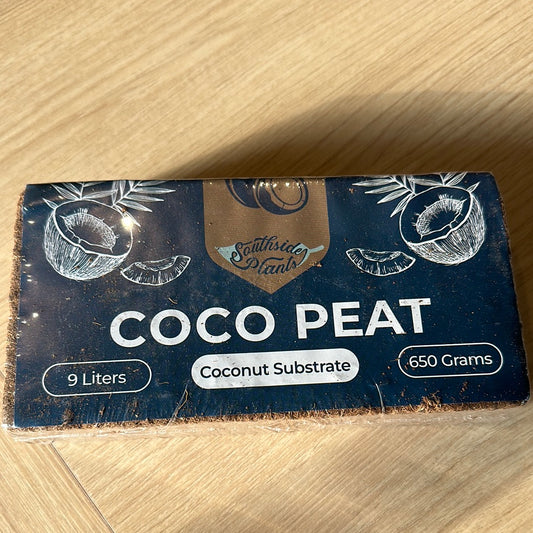 Southside
Plants
COCO PEAT
9 Liters
Coconut Substrate
650 Grams